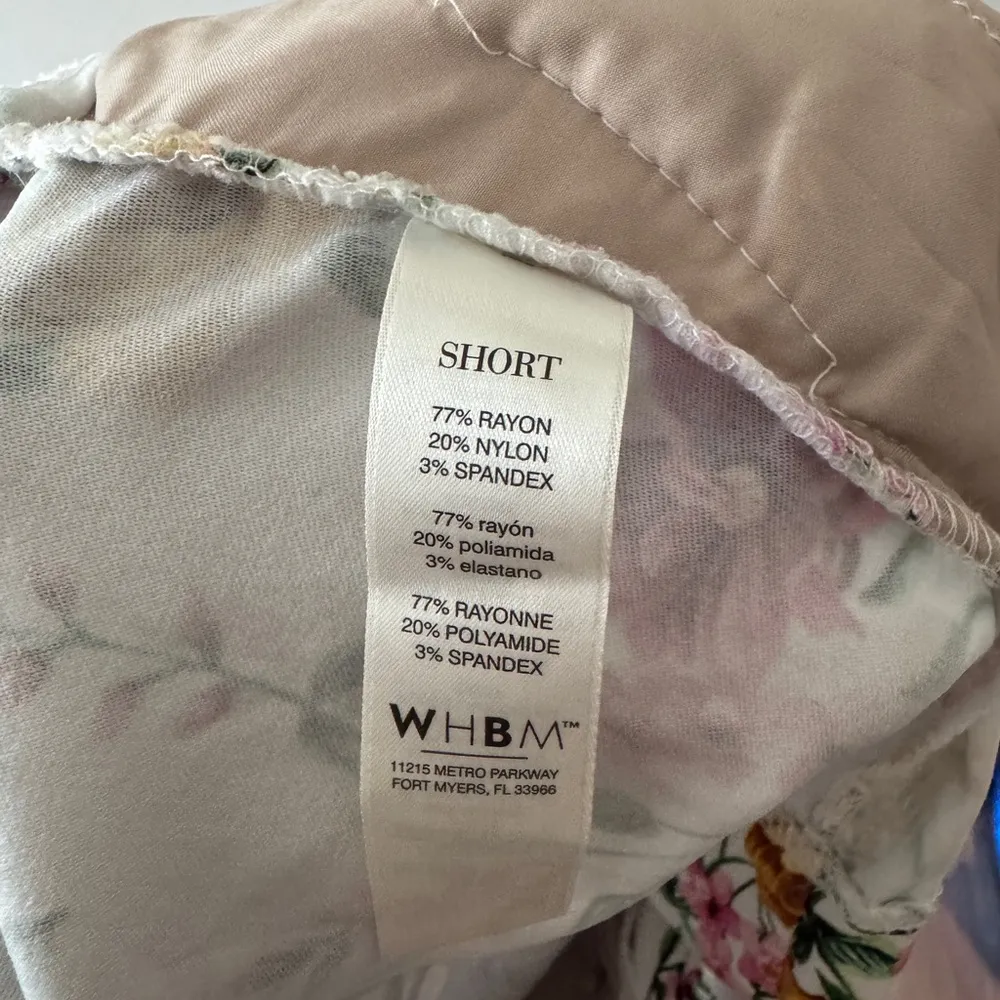 SHORT
77% RAYON
20% NYLON
3% SPANDEX
77% rayón
20% poliamida
3% elastano
77% RAYONNE
20% POLYAMIDE
3% SPANDEX
WHBM™
11215 METRO PARKWAY
FORT MYERS, FL 33966